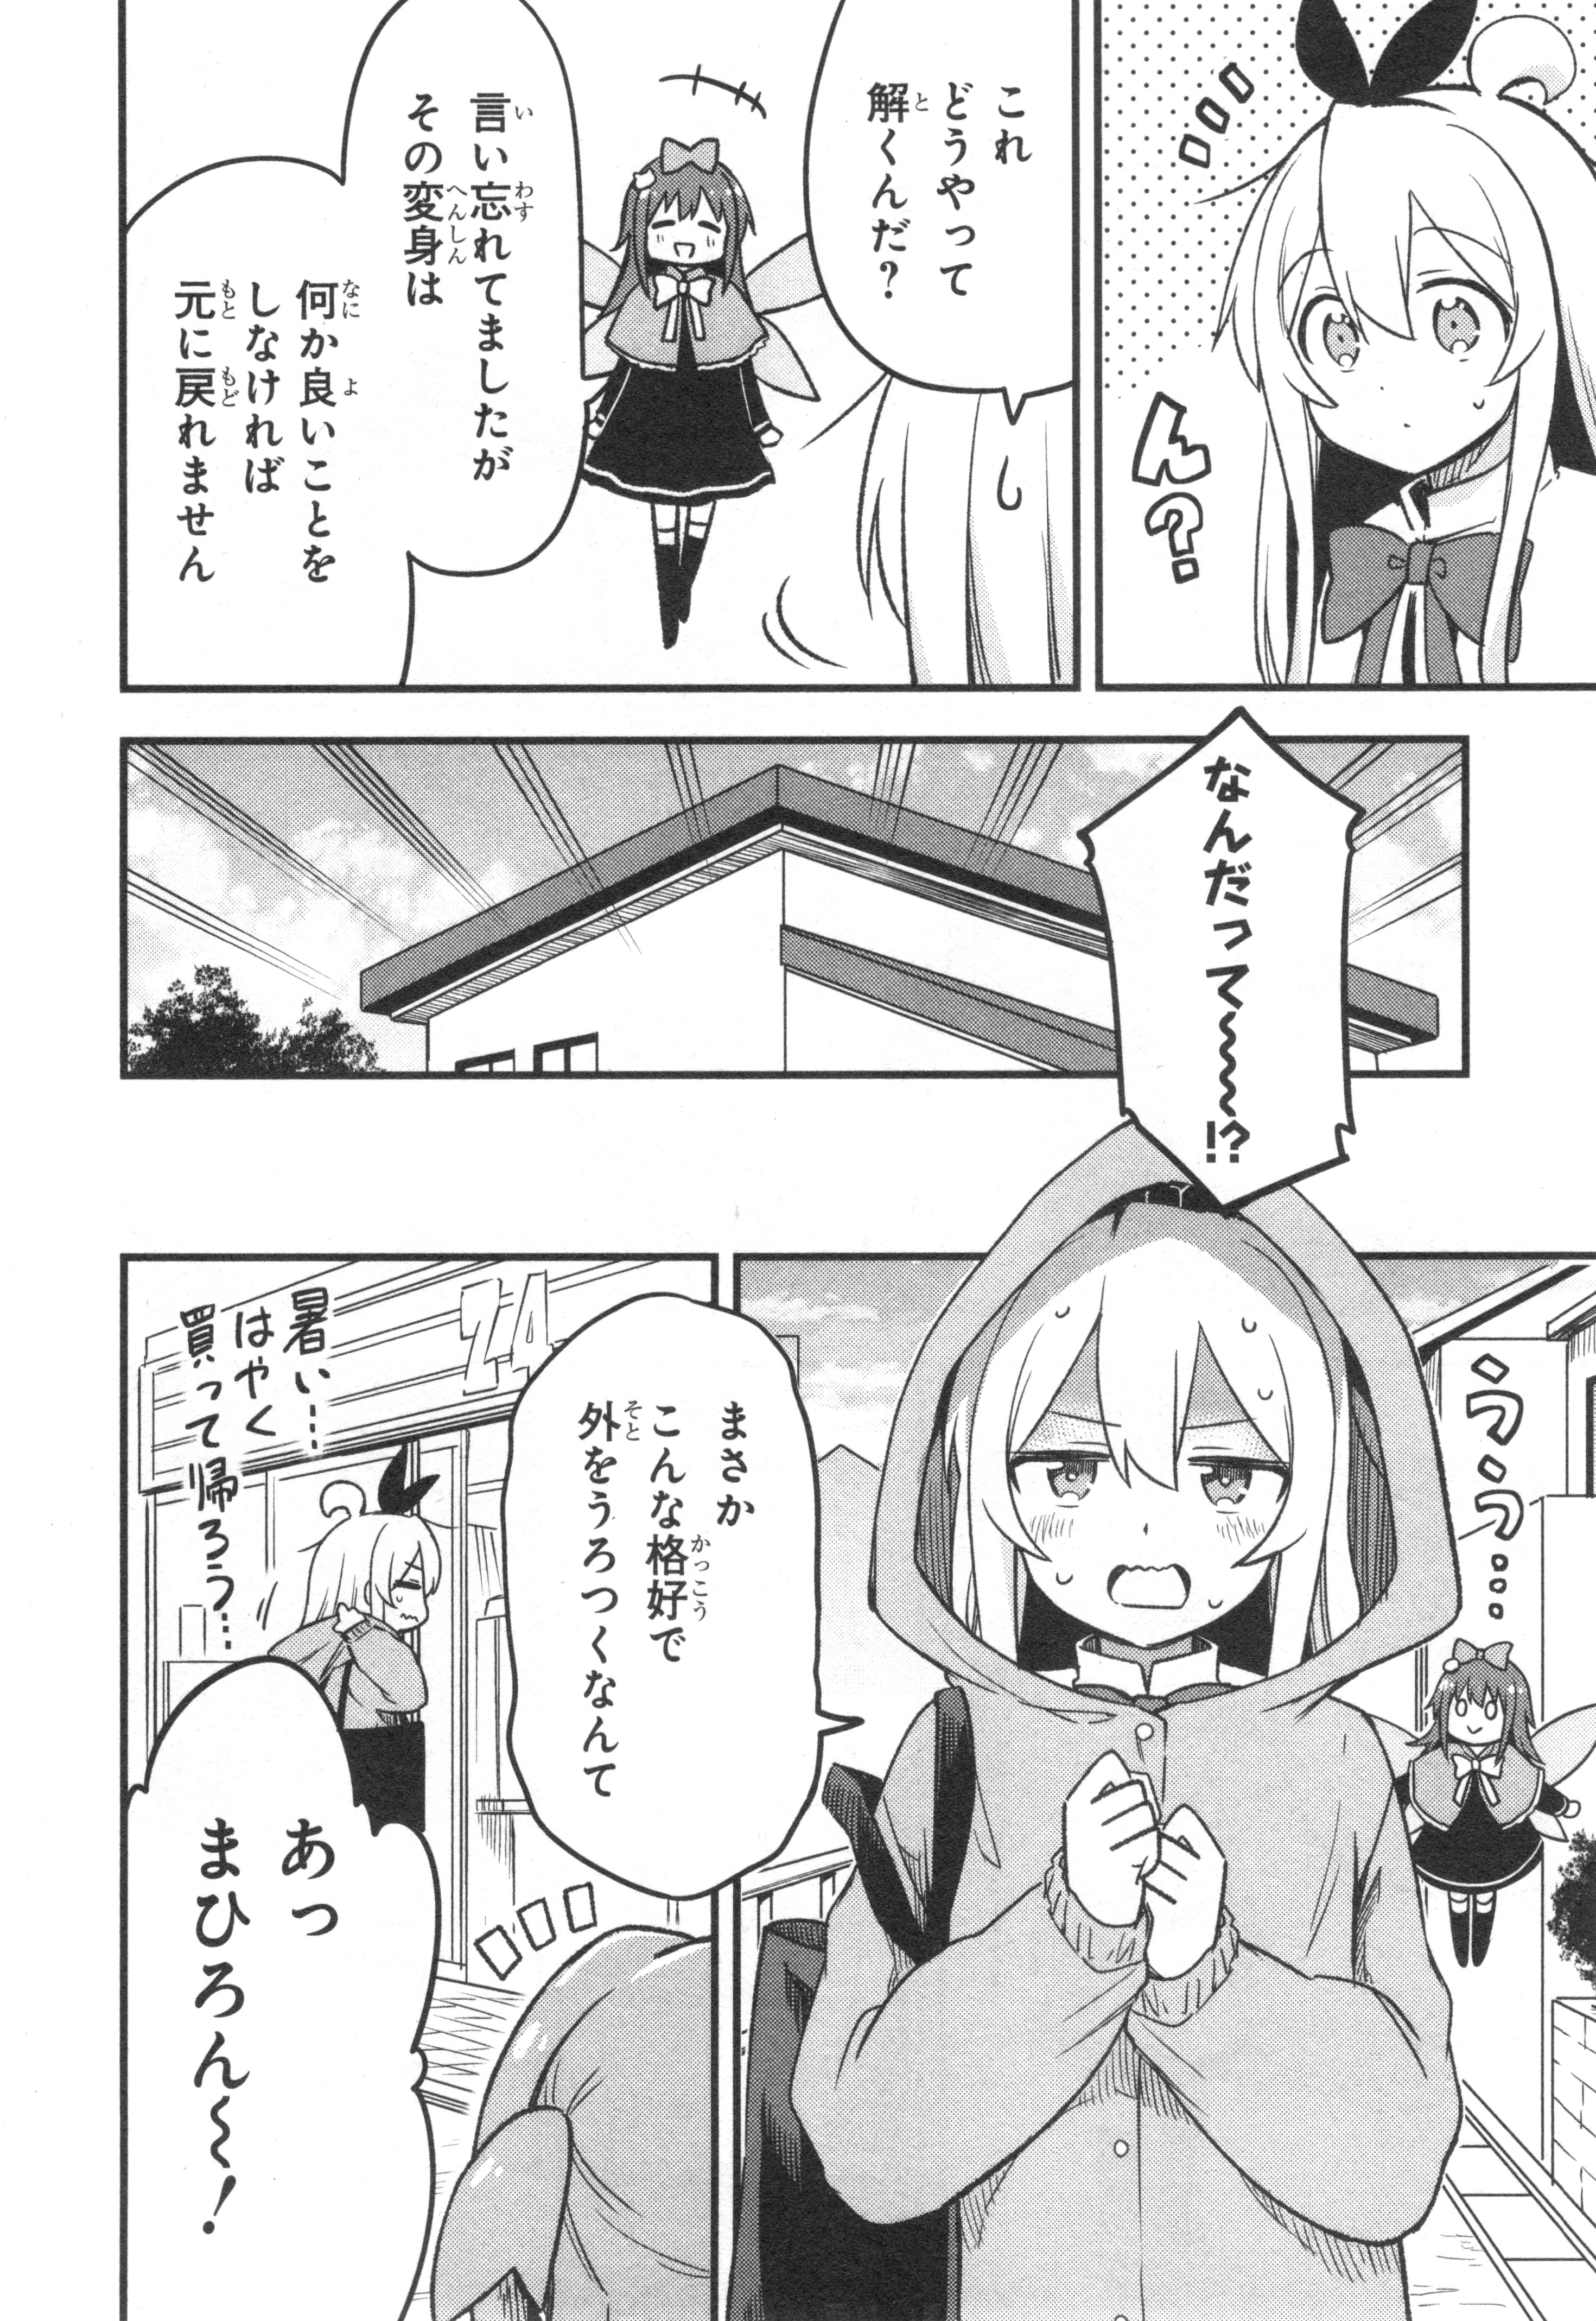 ん?
これ
どうやって
解くんだ?
言い忘れてましたが
その変身は
何か良いことを
しなければ
元に戻れません
なんだって〜〜〜!?
ううう…
まさか
こんな格好で
外をうろつくなんて
24
暑い…
はやく
買って帰ろう…
あっ
まひろん〜!